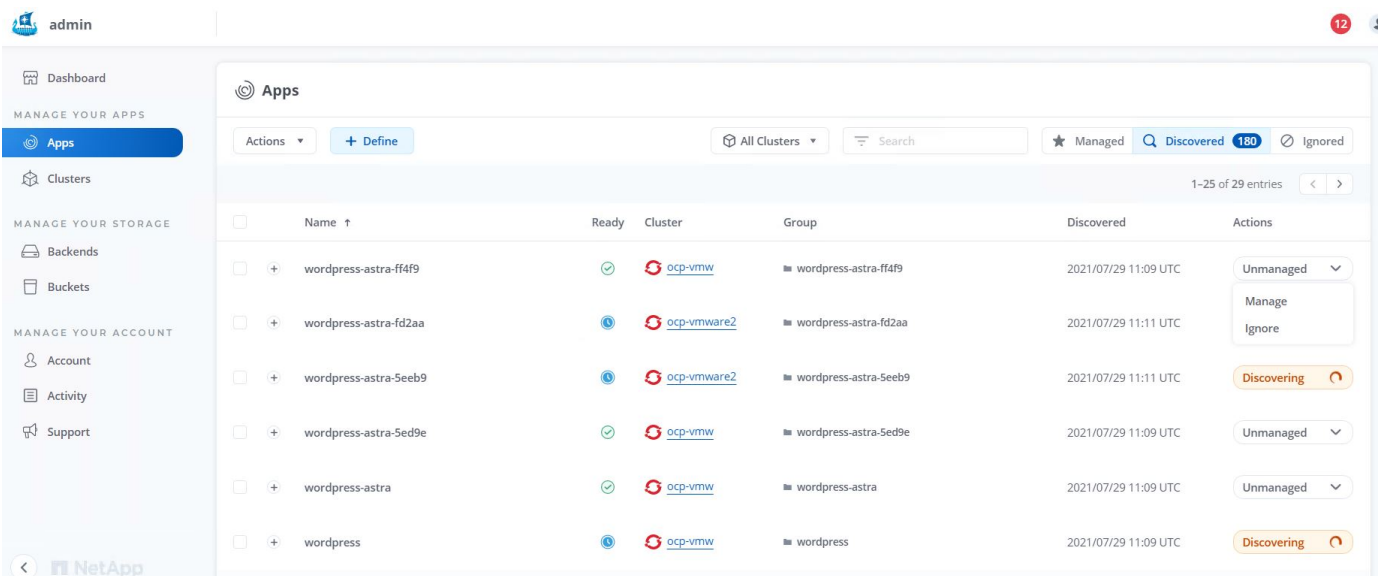 admin
12
Dashboard
MANAGE YOUR APPS
Apps
Clusters
MANAGE YOUR STORAGE
Backends
Buckets
MANAGE YOUR ACCOUNT
Account
Activity
Support
NetApp
Apps
Actions + Define All Clusters Search Managed Discovered 180 Ignored
1–25 of 29 entries < >
Name ↑ Ready Cluster Group Discovered Actions
+ wordpress-astra-ff4f9 ocp-vmw wordpress-astra-ff4f9 2021/07/29 11:09 UTC Unmanaged
Manage
Ignore
+ wordpress-astra-fd2aa ocp-vmware2 wordpress-astra-fd2aa 2021/07/29 11:11 UTC
+ wordpress-astra-5eeb9 ocp-vmware2 wordpress-astra-5eeb9 2021/07/29 11:11 UTC Discovering
+ wordpress-astra-5ed9e ocp-vmw wordpress-astra-5ed9e 2021/07/29 11:09 UTC Unmanaged
+ wordpress-astra ocp-vmw wordpress-astra 2021/07/29 11:09 UTC Unmanaged
+ wordpress ocp-vmw wordpress 2021/07/29 11:09 UTC Discovering